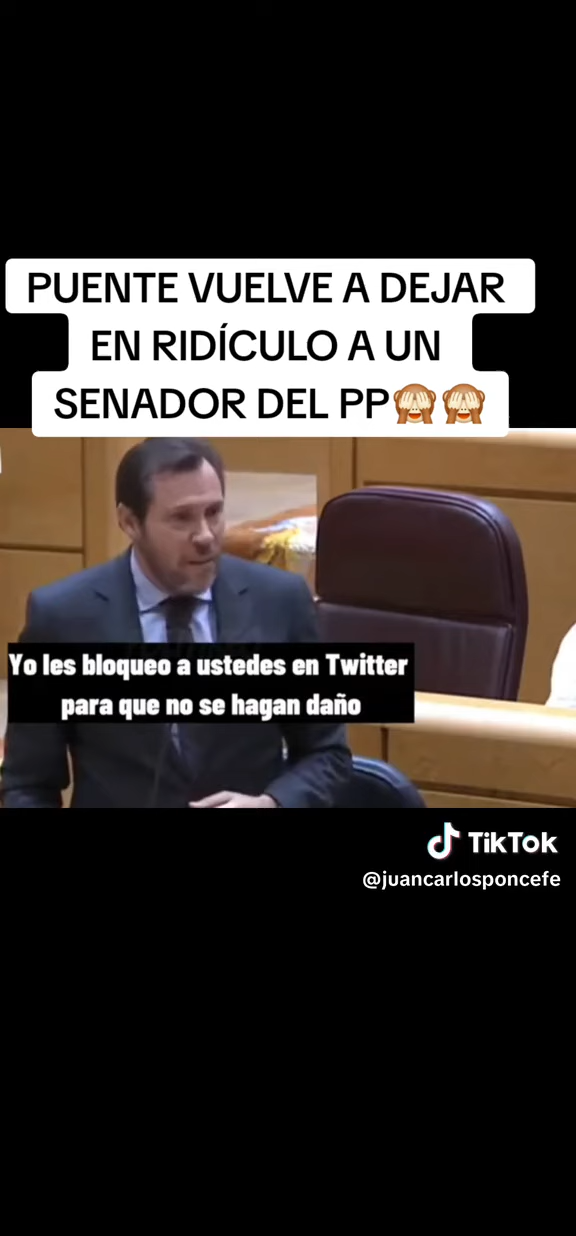 PUENTE VUELVE A DEJAR
EN RIDÍCULO A UN
SENADOR DEL PP🙈🙈
Yo les bloqueo a ustedes en Twitter
para que no se hagan daño
TikTok
@juancarlosponcefe